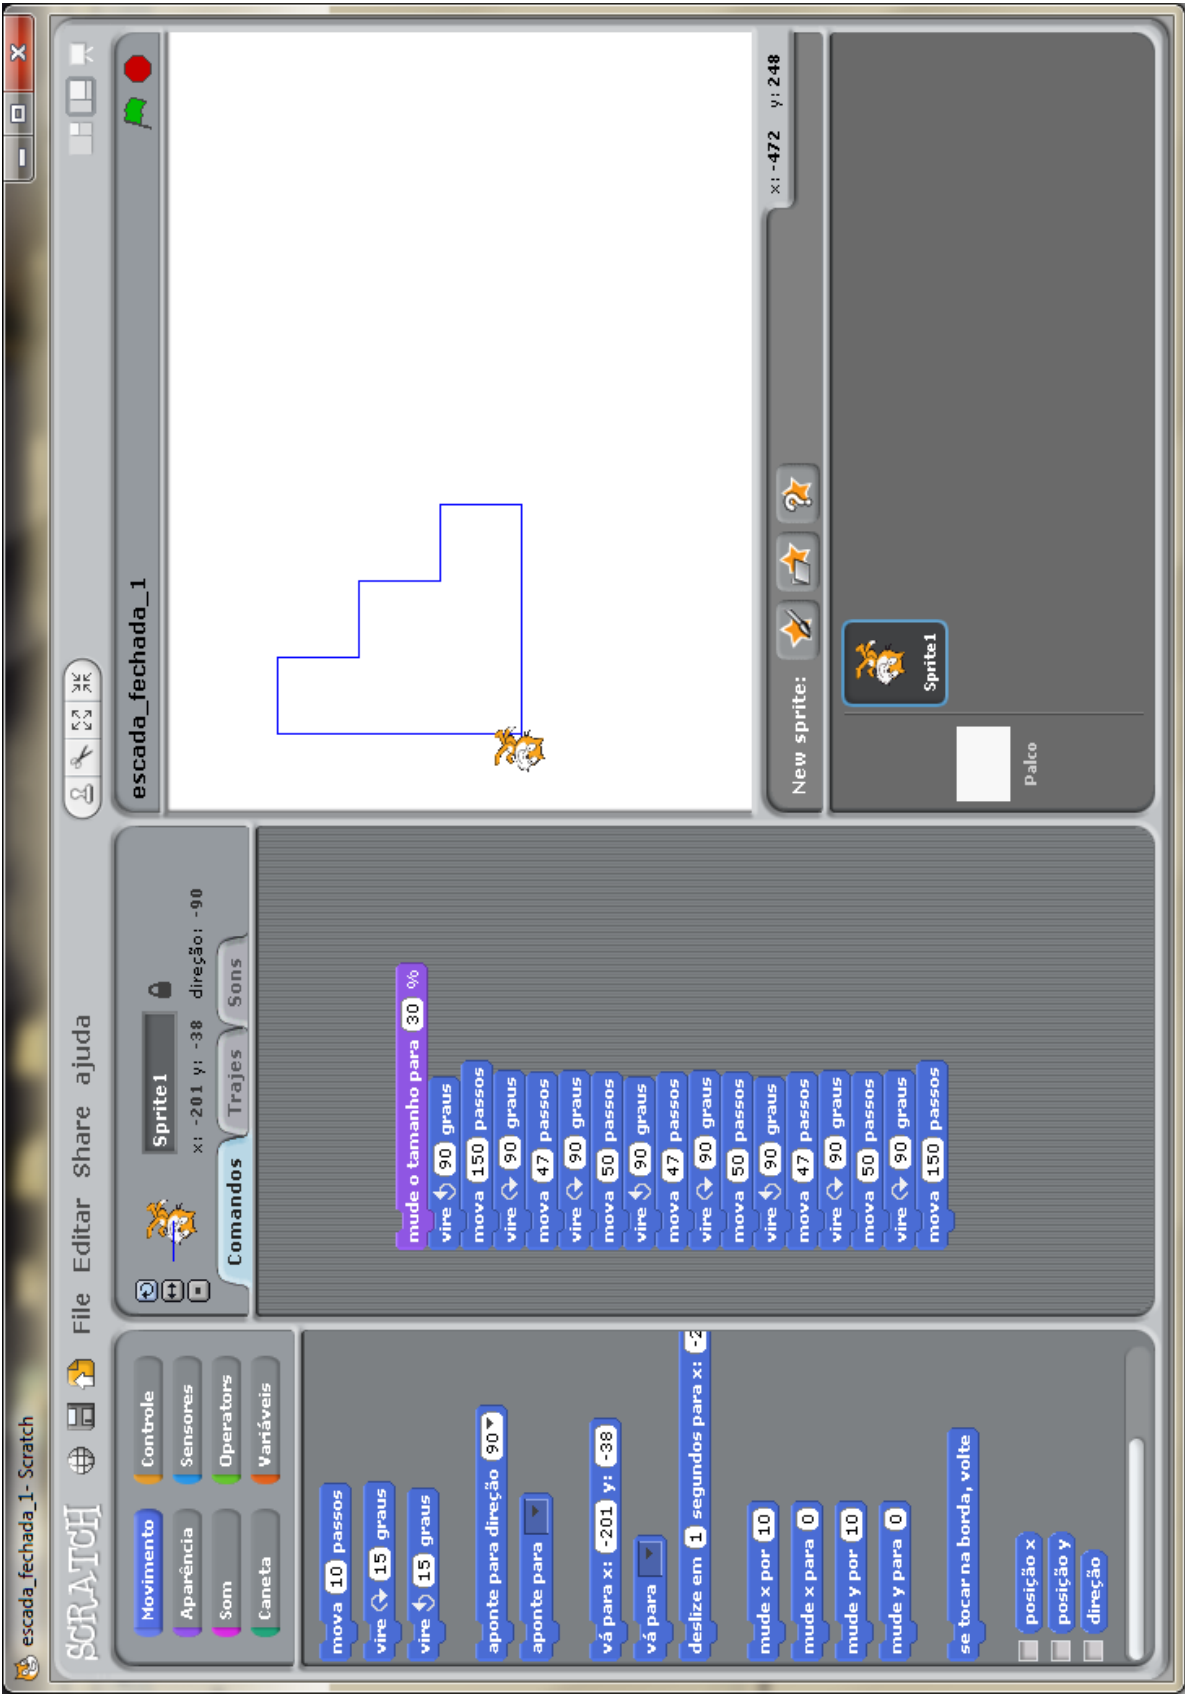 escada_fechada_1- Scratch
SCRATCH File Editar Share ajuda
Movimento Controle
Aparência Sensores
Som Operators
Caneta Variáveis
mova 10 passos
vire 15 graus
vire 15 graus
aponte para direção 90
aponte para
vá para x: -201 y: -38
vá para
deslize em 1 segundos para x: -2
mude x por 10
mude x para 0
mude y por 10
mude y para 0
se tocar na borda, volte
posição x
posição y
direção
Sprite1
x: -201 y: -38 direção: -90
Comandos Trajes Sons
mude o tamanho para 30 %
vire 90 graus
mova 150 passos
vire 90 graus
mova 47 passos
vire 90 graus
mova 50 passos
vire 90 graus
mova 47 passos
vire 90 graus
mova 50 passos
vire 90 graus
mova 47 passos
vire 90 graus
mova 50 passos
vire 90 graus
mova 150 passos
escada_fechada_1
x: -472 y: 248
New sprite:
Sprite1
Palco